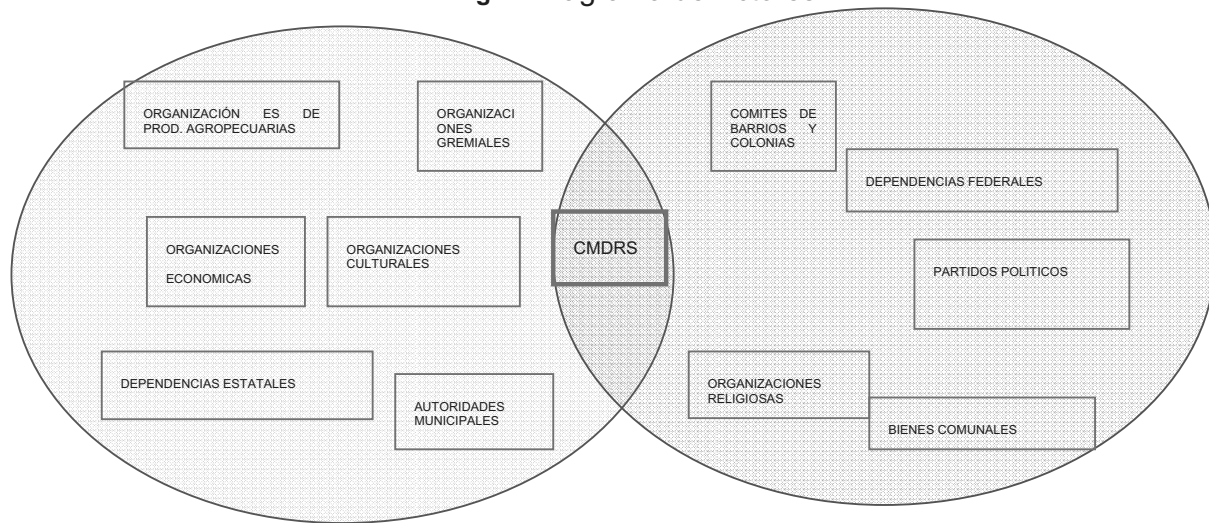 ORGANIZACIÓN ES DE
PROD. AGROPECUARIAS
ORGANIZACI
ONES
GREMIALES
COMITES DE
BARRIOS Y
COLONIAS
DEPENDENCIAS FEDERALES
ORGANIZACIONES
ECONOMICAS
ORGANIZACIONES
CULTURALES
CMDRS
PARTIDOS POLITICOS
DEPENDENCIAS ESTATALES
AUTORIDADES
MUNICIPALES
ORGANIZACIONES
RELIGIOSAS
BIENES COMUNALES